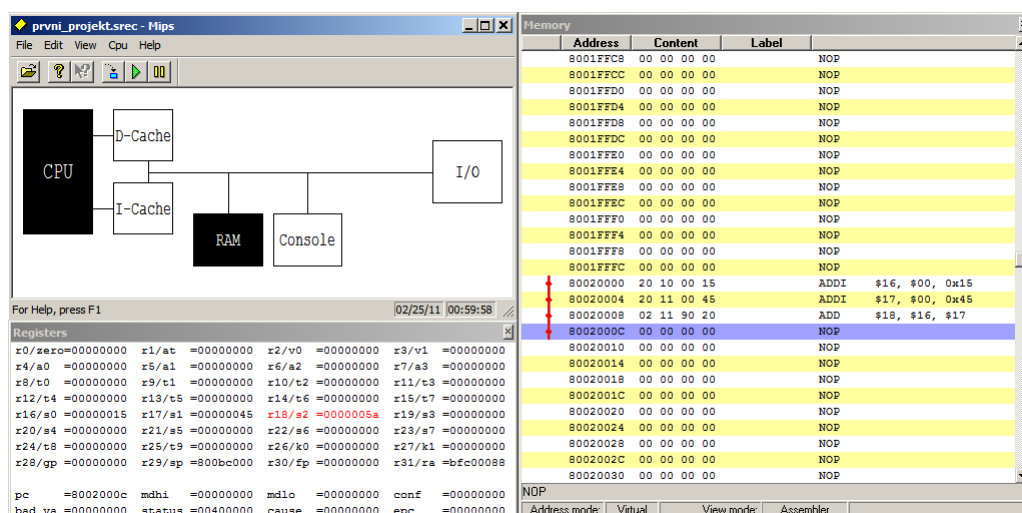 prvni_projekt.srec - Mips
File Edit View Cpu Help
D-Cache
CPU
I/O
I-Cache
RAM
Console
For Help, press F1 02/25/11 00:59:58
Registers
r0/zero=00000000 r1/at =00000000 r2/v0 =00000000 r3/v1 =00000000
r4/a0 =00000000 r5/a1 =00000000 r6/a2 =00000000 r7/a3 =00000000
r8/t0 =00000000 r9/t1 =00000000 r10/t2 =00000000 r11/t3 =00000000
r12/t4 =00000000 r13/t5 =00000000 r14/t6 =00000000 r15/t7 =00000000
r16/s0 =00000015 r17/s1 =00000045 r18/s2 =0000005a r19/s3 =00000000
r20/s4 =00000000 r21/s5 =00000000 r22/s6 =00000000 r23/s7 =00000000
r24/t8 =00000000 r25/t9 =00000000 r26/k0 =00000000 r27/k1 =00000000
r28/gp =00000000 r29/sp =800bc000 r30/fp =00000000 r31/ra =bfc00088
pc =8002000c mdhi =00000000 mdlo =00000000 conf =00000000
bad_va =00000000 status =00400000 cause =00000000 epc =00000000
Memory
Address Content Label
8001FFC8 00 00 00 00 NOP
8001FFCC 00 00 00 00 NOP
8001FFD0 00 00 00 00 NOP
8001FFD4 00 00 00 00 NOP
8001FFD8 00 00 00 00 NOP
8001FFDC 00 00 00 00 NOP
8001FFE0 00 00 00 00 NOP
8001FFE4 00 00 00 00 NOP
8001FFE8 00 00 00 00 NOP
8001FFEC 00 00 00 00 NOP
8001FFF0 00 00 00 00 NOP
8001FFF4 00 00 00 00 NOP
8001FFF8 00 00 00 00 NOP
8001FFFC 00 00 00 00 NOP
80020000 20 10 00 15 ADDI $16, $00, 0x15
80020004 20 11 00 45 ADDI $17, $00, 0x45
80020008 02 11 90 20 ADD $18, $16, $17
8002000C 00 00 00 00 NOP
80020010 00 00 00 00 NOP
80020014 00 00 00 00 NOP
80020018 00 00 00 00 NOP
8002001C 00 00 00 00 NOP
80020020 00 00 00 00 NOP
80020024 00 00 00 00 NOP
80020028 00 00 00 00 NOP
8002002C 00 00 00 00 NOP
80020030 00 00 00 00 NOP
NOP
Address mode: Virtual View mode: Assembler